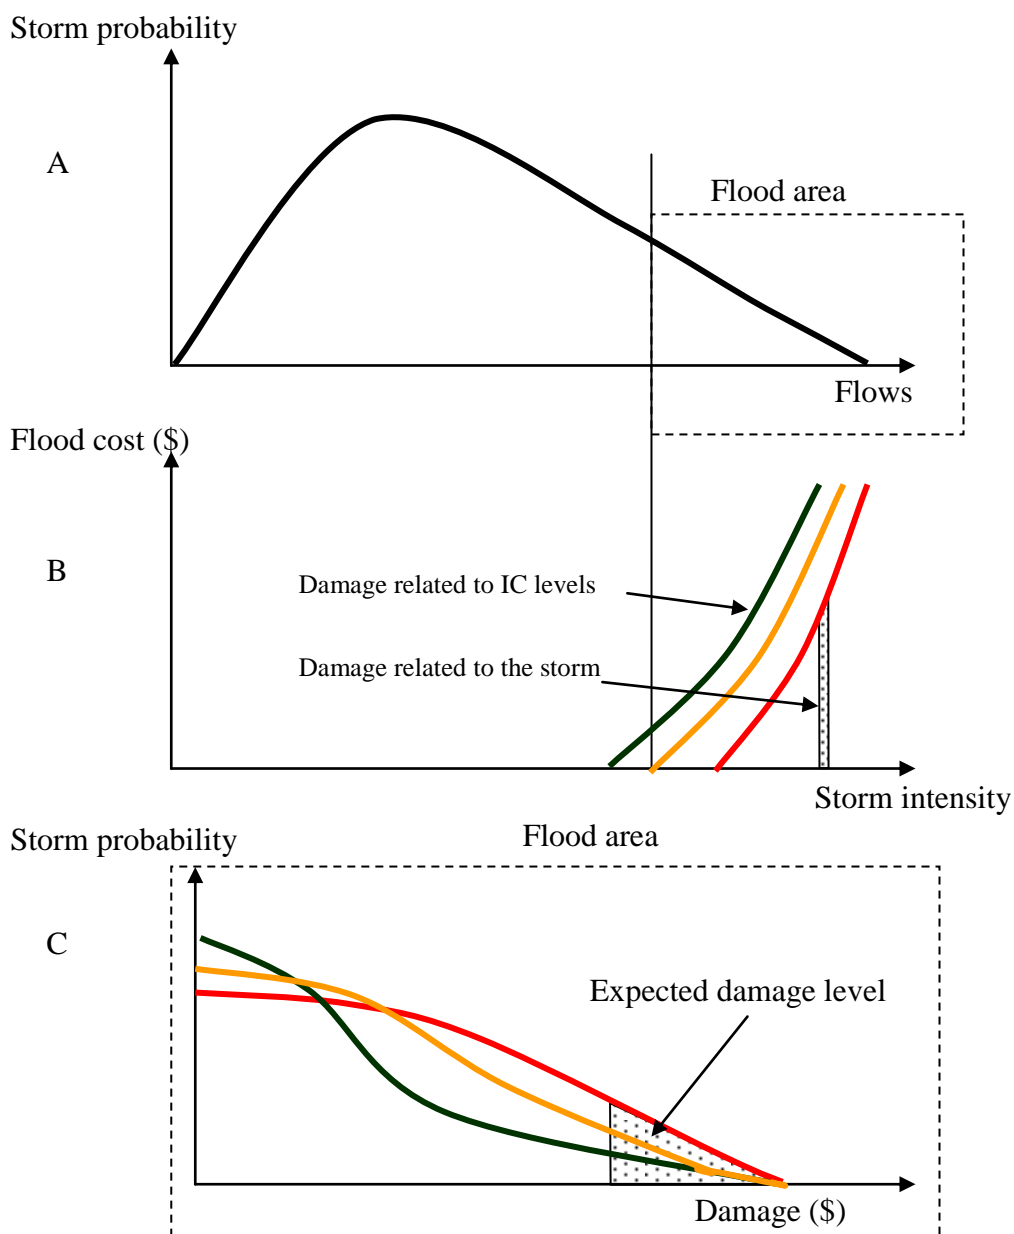 Storm probability
A
Flood area
Flows
Flood cost ($)
B
Damage related to IC levels
Damage related to the storm
Storm intensity
Storm probability
Flood area
C
Expected damage level
Damage ($)